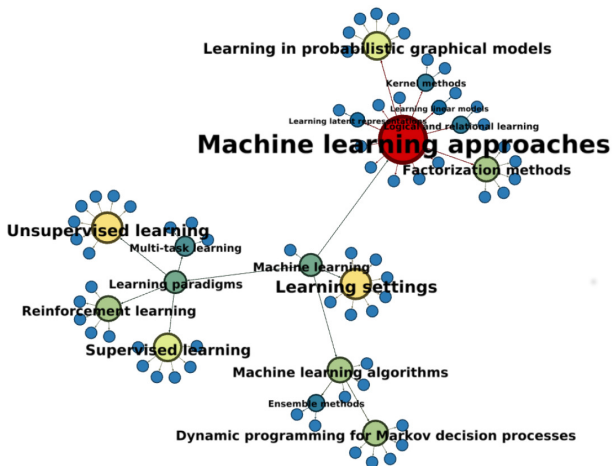 Learning in probabilistic graphical models
Kernel methods
Learning linear models
Learning latent representations
Logical and relational learning
Machine learning approaches
Factorization methods
Unsupervised learning
Multi-task learning
Machine learning
Learning paradigms
Learning settings
Reinforcement learning
Supervised learning
Machine learning algorithms
Ensemble methods
Dynamic programming for Markov decision processes